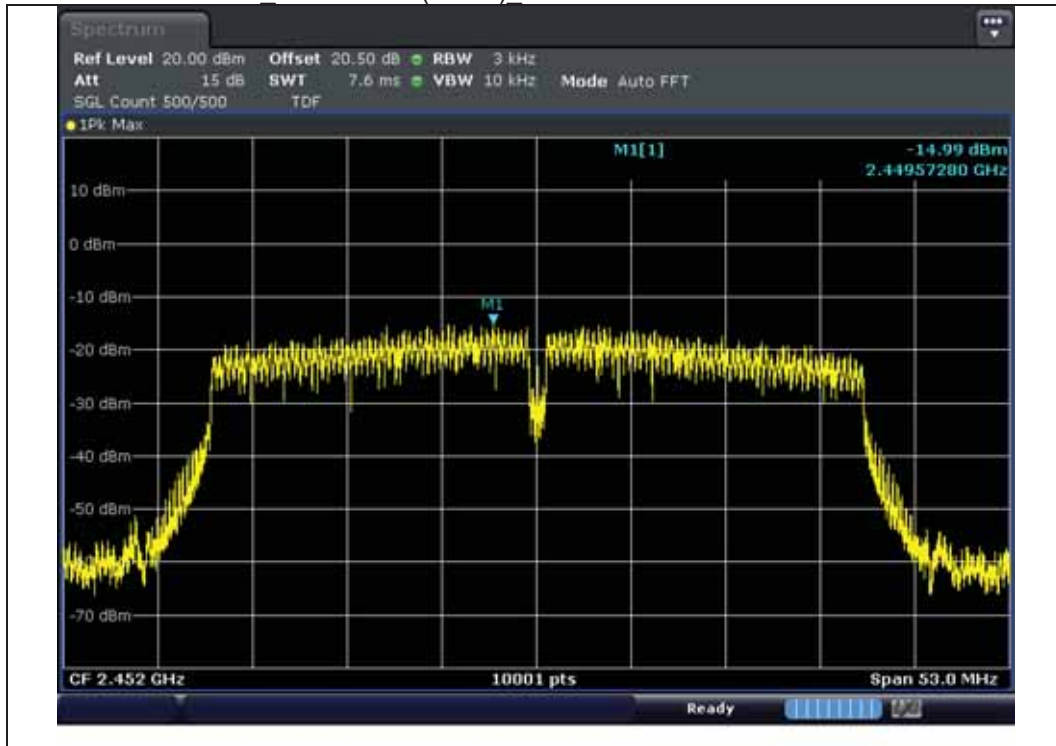 Spectrum
Ref Level 20.00 dBm Offset 20.50 dB RBW 3 kHz
Att 15 dB SWT 7.6 ms VBW 10 kHz Mode Auto FFT
SGL Count 500/500 TDF
1Pk Max
M1[1] -14.99 dBm
2.44957280 GHz
10 dBm
0 dBm
-10 dBm
M1
-20 dBm
-30 dBm
-40 dBm
-50 dBm
-70 dBm
CF 2.452 GHz 10001 pts Span 53.0 MHz
Ready